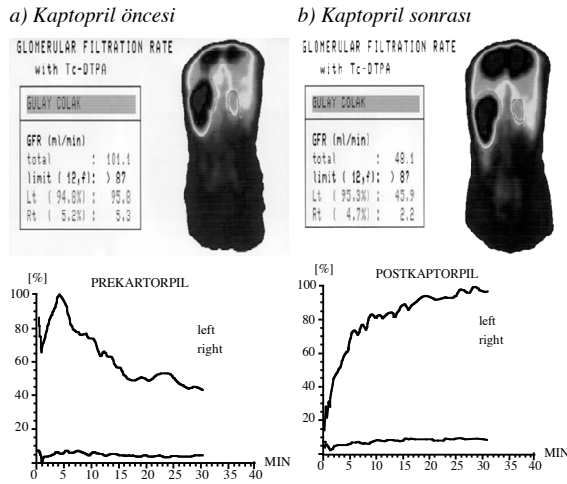 a) Kaptopril öncesi
GLOMERULAR FILTRATION RATE
with Tc-DTPA
GULAY COLAK
GFR (ml/min)
total : 101.1
limit ( 12,f): > 87
Lt ( 94.8%): 95.8
Rt ( 5.2%): 5.3
b) Kaptopril sonrası
GLOMERULAR FILTRATION RATE
with Tc-DTPA
GULAY COLAK
GFR (ml/min)
total : 48.1
limit ( 12,f): > 87
Lt ( 95.3%): 45.9
Rt ( 4.7%): 2.2
[%]
PREKARTORPIL
100
80
60
40
20
left
right
0 5 10 15 20 25 30 35 40 MIN
[%]
POSTKAPTORPIL
100
80
60
40
20
left
right
0 5 10 15 20 25 30 35 40 MIN